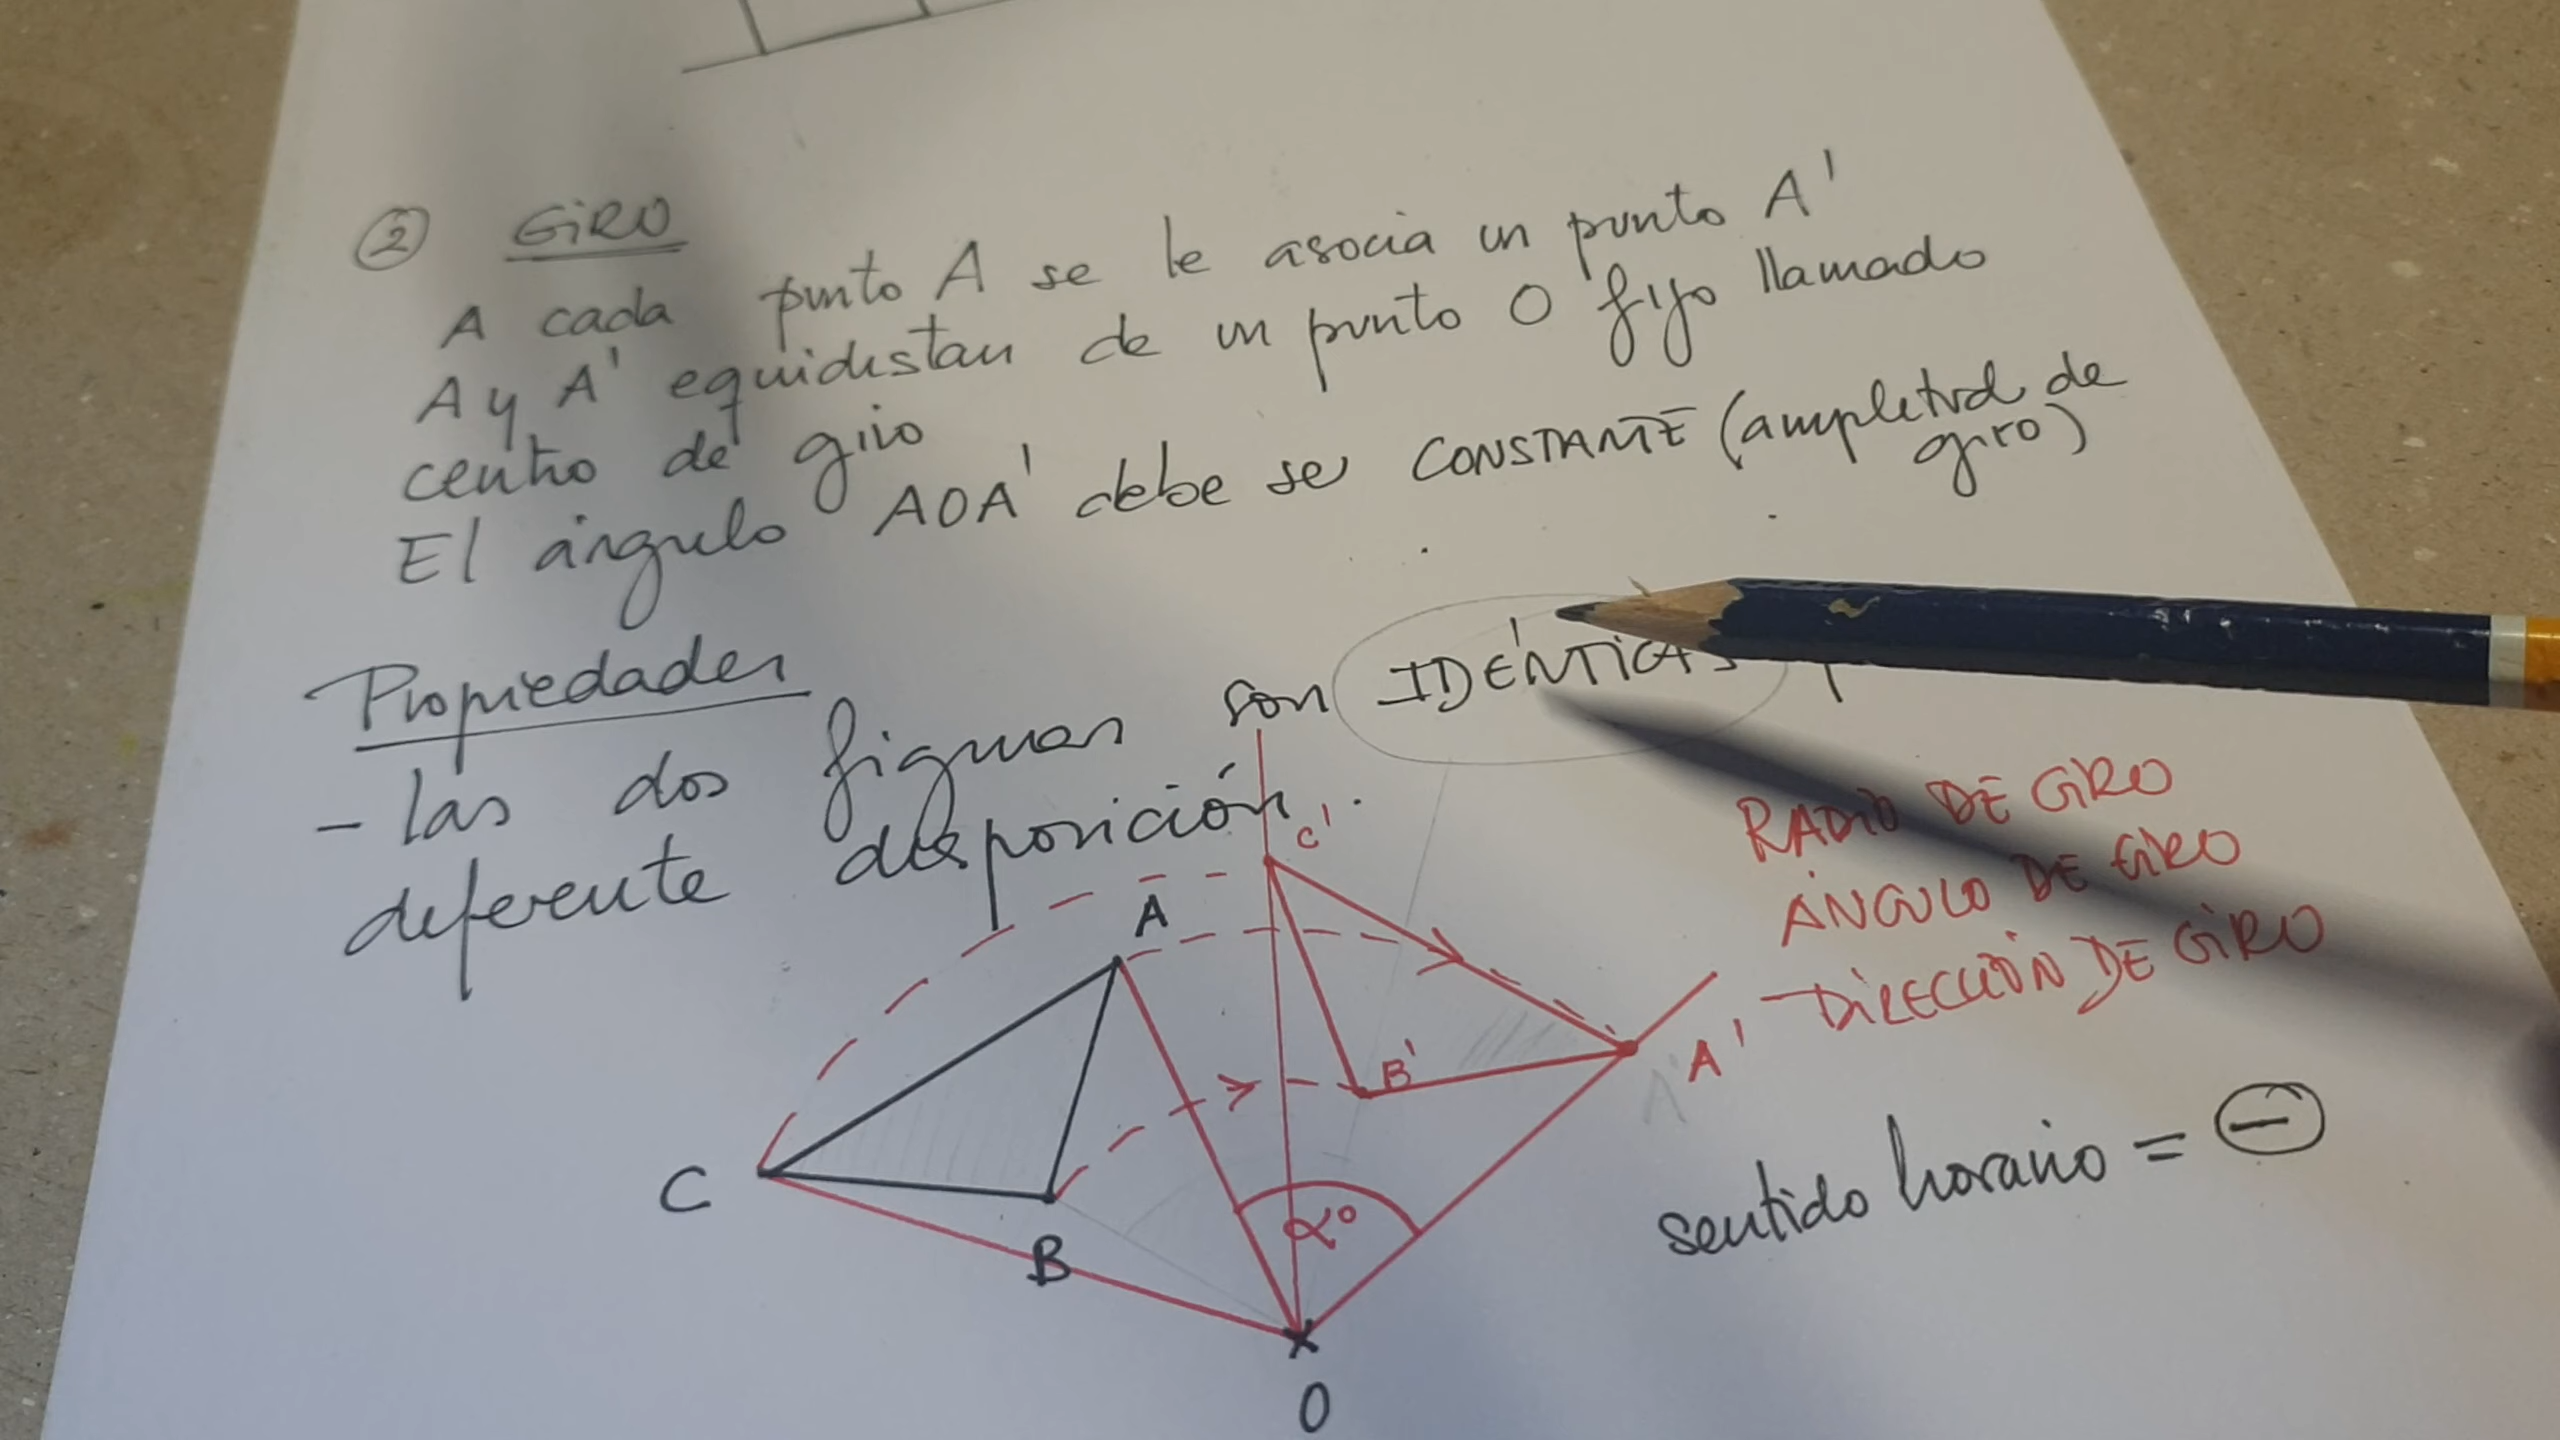 ② GiRO
A cada punto A se le asocia un punto A'
A y A' equidistan de un punto O fijo llamado
centro de giro
El ángulo AOA' debe ser CONSTANTE (amplitud de
giro)
Propiedades
- las dos figuras son IDÉNTICAS
diferente disposición.
C'
A
RADIO DE GIRO
ÁNGULO DE GIRO
DIRECCIÓN DE GIRO
B'
A'
C
B
α°
sentido horario = -
O